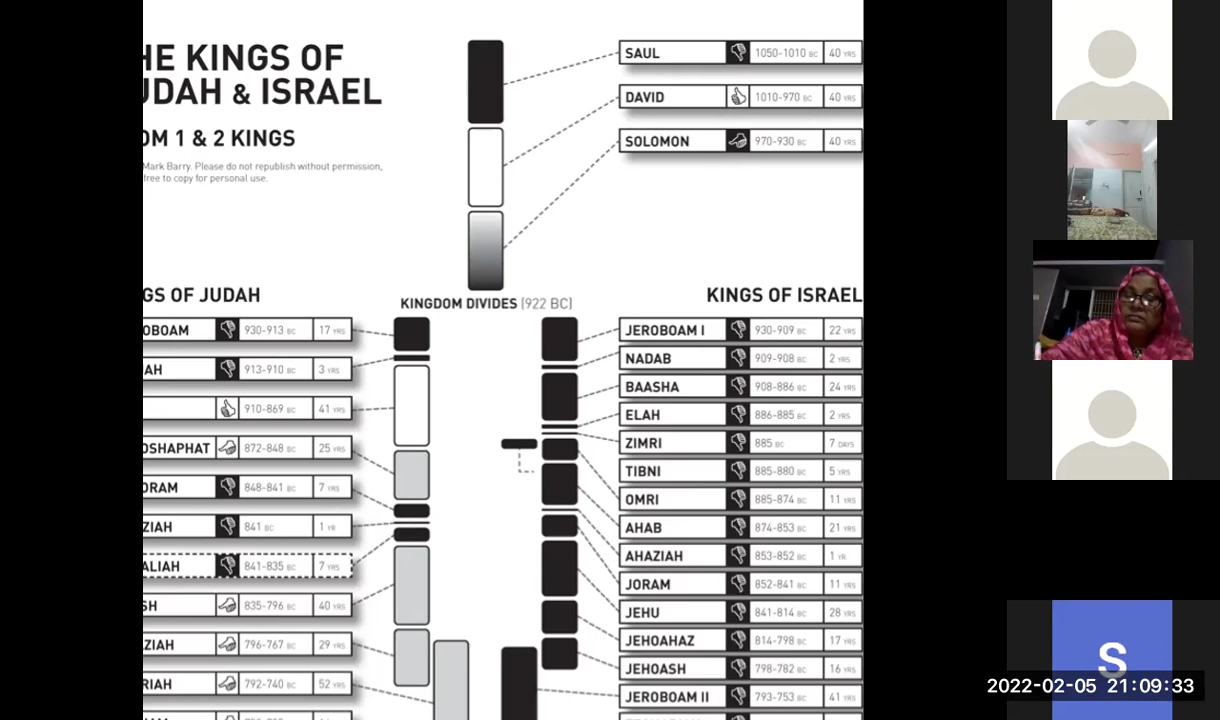 HE KINGS OF
UDAH & ISRAEL
OM 1 & 2 KINGS
Mark Barry. Please do not republish without permission,
free to copy for personal use.
SAUL 1050-1010 BC 40 YRS
DAVID 1010-970 BC 40 YRS
SOLOMON 970-930 BC 40 YRS
KINGDOM DIVIDES (922 BC)
GS OF JUDAH
OBOAM 930-913 BC 17 YRS
AH 913-910 BC 3 YRS
910-869 BC 41 YRS
OSHAPHAT 872-848 BC 25 YRS
ORAM 848-841 BC 7 YRS
ZIAH 841 BC 1 YR
ALIAH 841-835 BC 7 YRS
SH 835-796 BC 40 YRS
ZIAH 796-767 BC 29 YRS
RIAH 792-740 BC 52 YRS
KINGS OF ISRAEL
JEROBOAM I 930-909 BC 22 YRS
NADAB 909-908 BC 2 YRS
BAASHA 908-886 BC 24 YRS
ELAH 886-885 BC 2 YRS
ZIMRI 885 BC 7 DAYS
TIBNI 885-880 BC 5 YRS
OMRI 885-874 BC 11 YRS
AHAB 874-853 BC 21 YRS
AHAZIAH 853-852 BC 1 YR
JORAM 852-841 BC 11 YRS
JEHU 841-814 BC 28 YRS
JEHOAHAZ 814-798 BC 17 YRS
JEHOASH 798-782 BC 16 YRS
JEROBOAM II 793-753 BC 41 YRS
S
2022-02-05 21:09:33